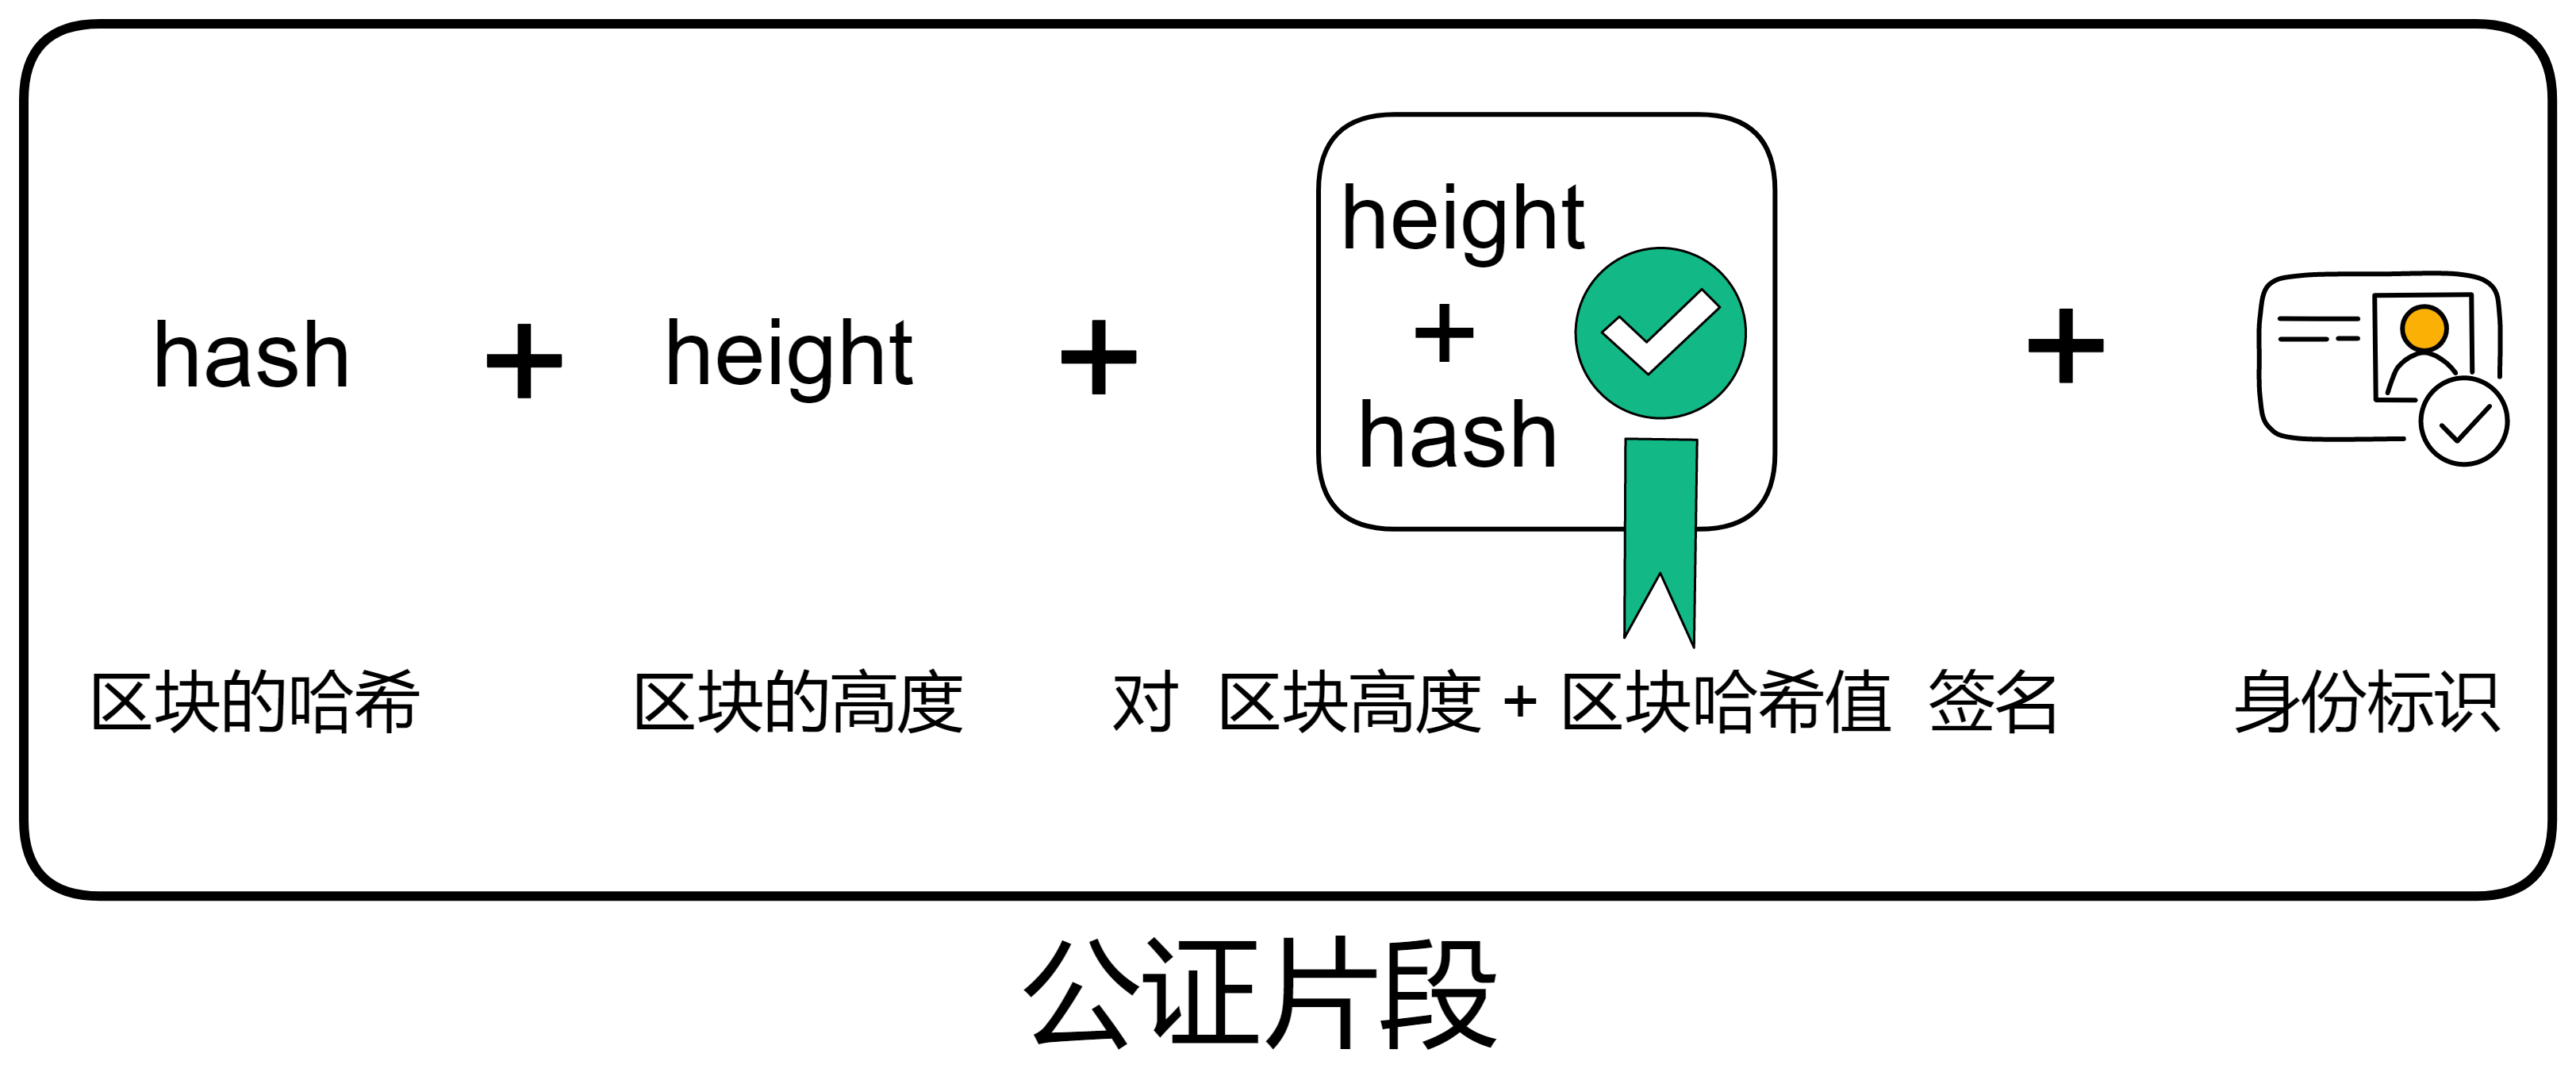 height
hash + height + + +
hash
区块的哈希 区块的高度 对 区块高度 + 区块哈希值 签名 身份标识
公证片段